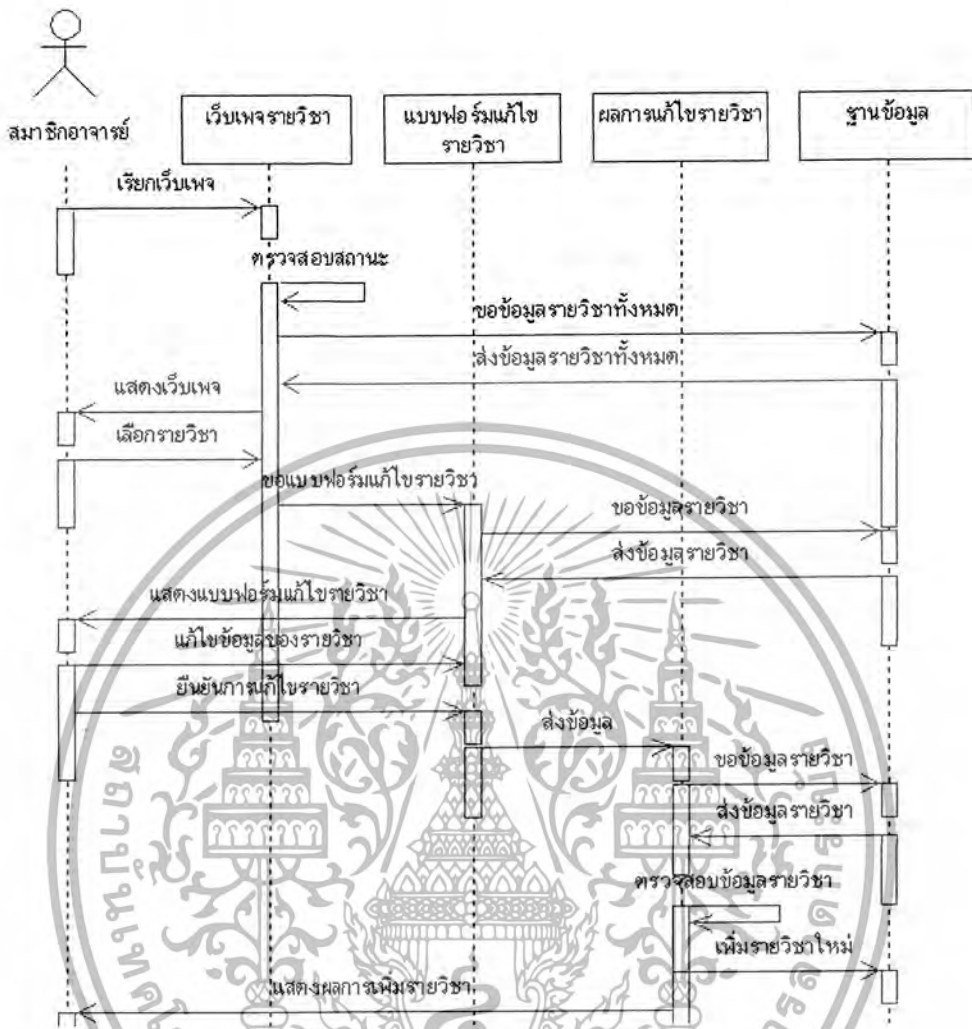 สมาชิกอาจารย์
เว็บเพจรายวิชา
แบบฟอร์มแก้ไข
รายวิชา
ผลการแก้ไขรายวิชา
ฐานข้อมูล
เรียกเว็บเพจ
ตรวจสอบสถานะ
ขอข้อมูลรายวิชาทั้งหมด
ส่งข้อมูลรายวิชาทั้งหมด
แสดงเว็บเพจ
เลือกรายวิชา
ขอแบบฟอร์มแก้ไขรายวิชา
ขอข้อมูลรายวิชา
ส่งข้อมูลรายวิชา
แสดงแบบฟอร์มแก้ไขรายวิชา
แก้ไขข้อมูลของรายวิชา
ยืนยันการแก้ไขรายวิชา
ส่งข้อมูล
ขอข้อมูลรายวิชา
ส่งข้อมูลรายวิชา
ตรวจสอบข้อมูลรายวิชา
เพิ่มรายวิชาใหม่
แสดงผลการเพิ่มรายวิชา